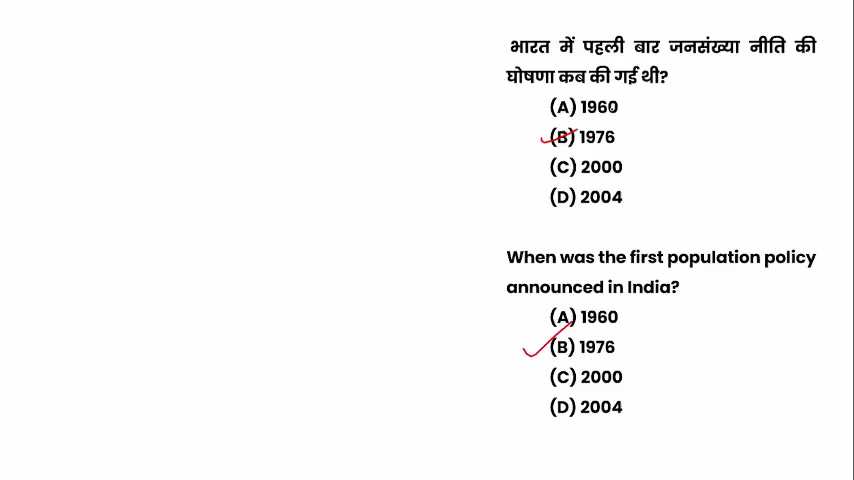 भारत में पहली बार जनसंख्या नीति की
घोषणा कब की गई थी?
(A) 1960
(B) 1976
(C) 2000
(D) 2004
When was the first population policy
announced in India?
(A) 1960
(B) 1976
(C) 2000
(D) 2004